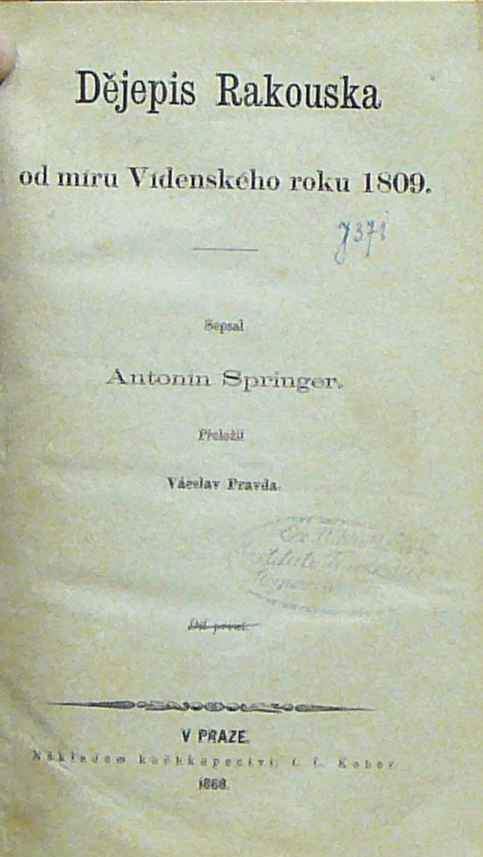 Dějepis Rakouska
od míru Vídenského roku 1809.
J371
Sepsal
Antonín Springer.
Přeložil
Václav Pravda.
Díl první.
V PRAZE.
Nákladem kněhkupectví: I. L. Kober
1868.